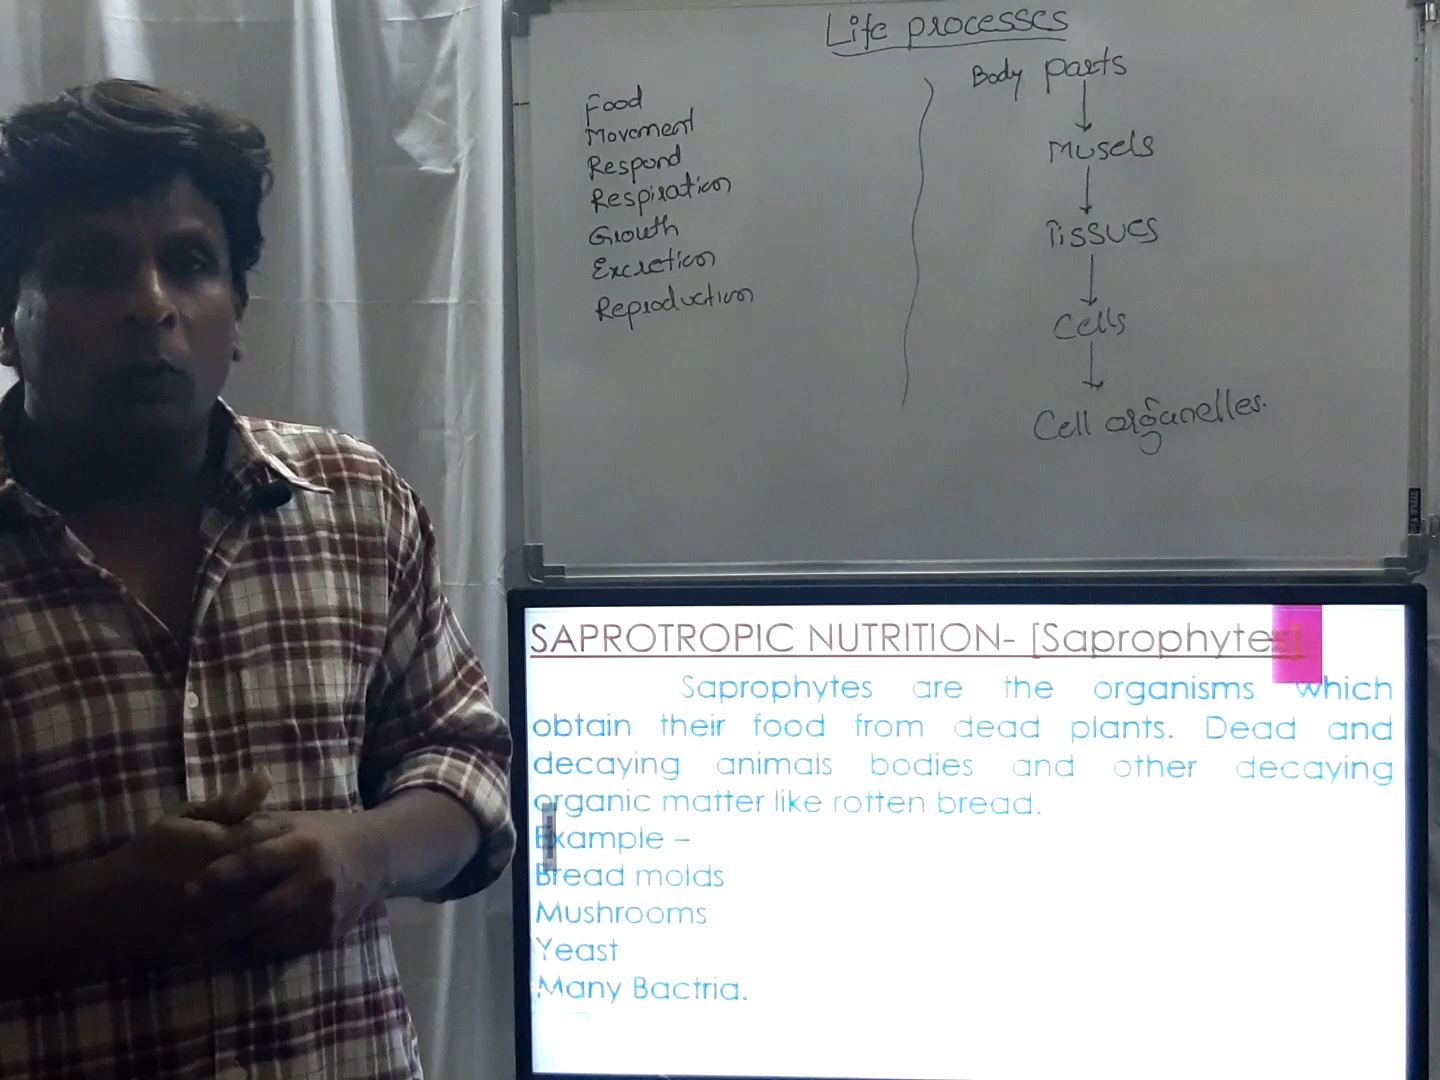 Life processes
Food
Movement
Respond
Respiration
Growth
Excretion
Reproduction
Body parts
Musels
Tissues
Cells
Cell organelles.
SAPROTROPIC NUTRITION- [Saprophytes]
Saprophytes are the organisms which
obtain their food from dead plants. Dead and
decaying animals bodies and other decaying
organic matter like rotten bread.
Example –
Bread molds
Mushrooms
Yeast
Many Bactria.